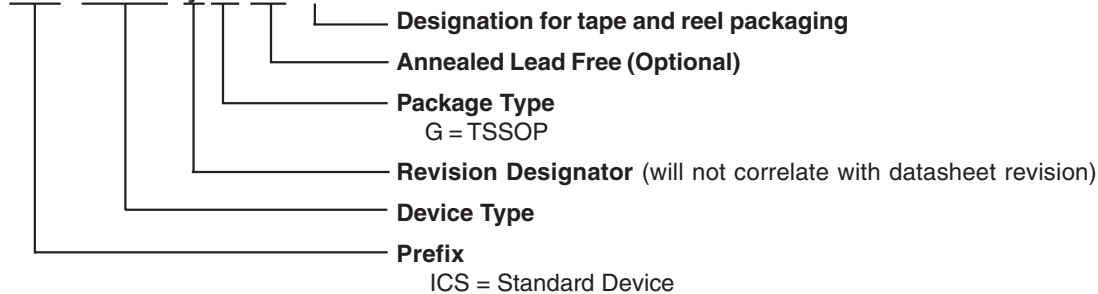 Designation for tape and reel packaging
Annealed Lead Free (Optional)
Package Type
G = TSSOP
Revision Designator (will not correlate with datasheet revision)
Device Type
Prefix
ICS = Standard Device